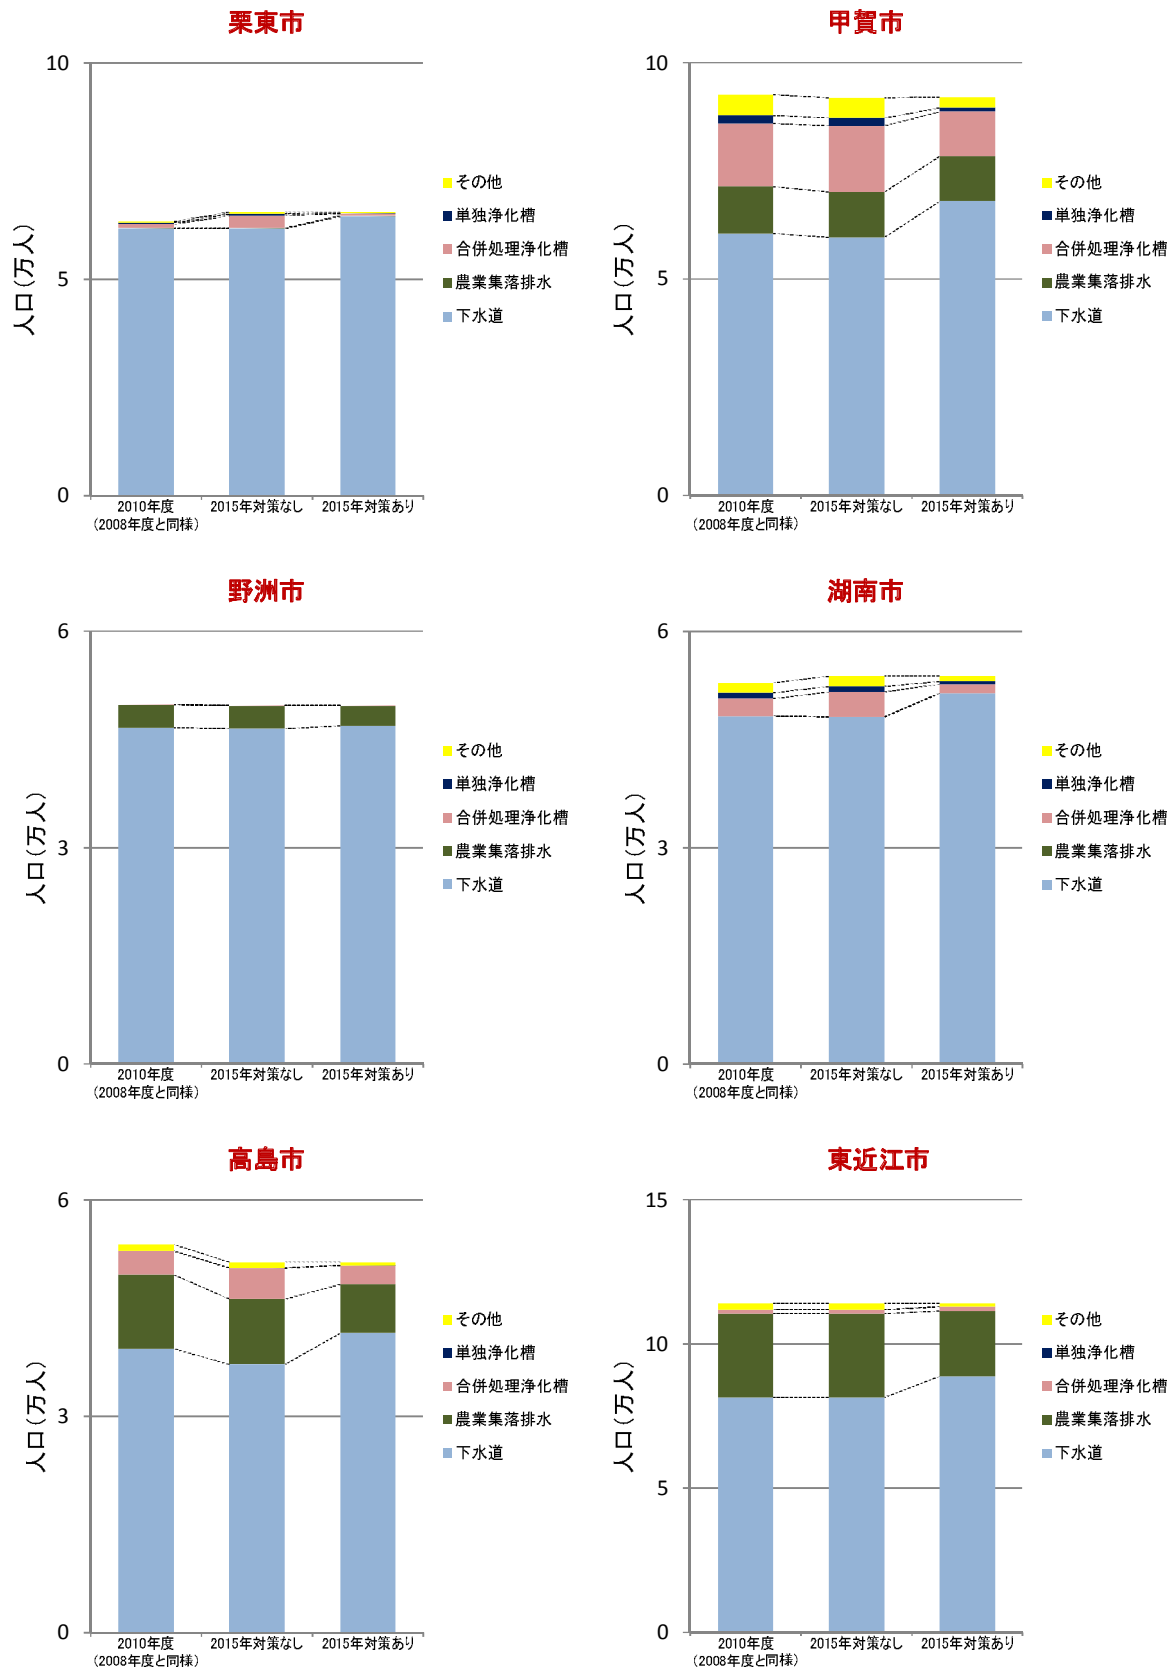 栗東市
10
5
0
人口(万人)
その他
単独浄化槽
合併処理浄化槽
農業集落排水
下水道
2010年度
(2008年度と同様)
2015年対策なし
2015年対策あり
甲賀市
10
5
0
人口(万人)
その他
単独浄化槽
合併処理浄化槽
農業集落排水
下水道
2010年度
(2008年度と同様)
2015年対策なし
2015年対策あり
野洲市
6
3
0
人口(万人)
その他
単独浄化槽
合併処理浄化槽
農業集落排水
下水道
2010年度
(2008年度と同様)
2015年対策なし
2015年対策あり
湖南市
6
3
0
人口(万人)
その他
単独浄化槽
合併処理浄化槽
農業集落排水
下水道
2010年度
(2008年度と同様)
2015年対策なし
2015年対策あり
高島市
6
3
0
人口(万人)
その他
単独浄化槽
合併処理浄化槽
農業集落排水
下水道
2010年度
(2008年度と同様)
2015年対策なし
2015年対策あり
東近江市
15
10
5
0
人口(万人)
その他
単独浄化槽
合併処理浄化槽
農業集落排水
下水道
2010年度
(2008年度と同様)
2015年対策なし
2015年対策あり